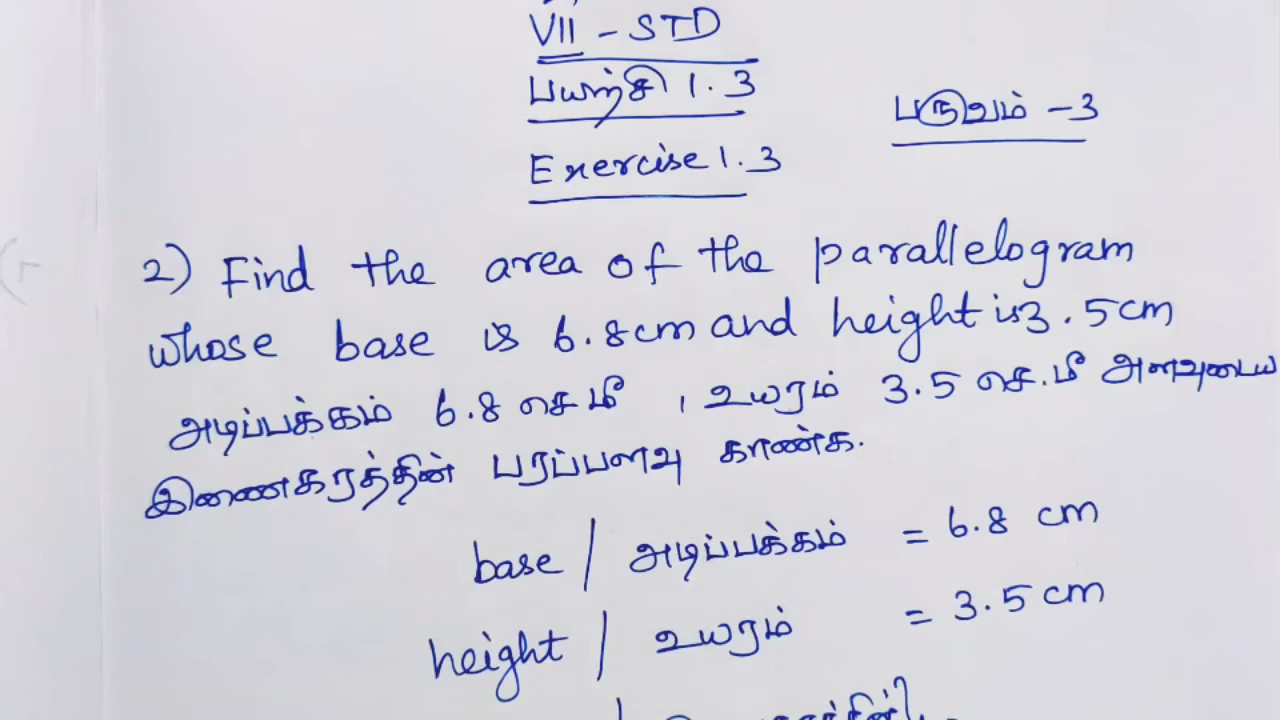 VII - STD
பயிற்சி 1.3
பருவம் -3
Exercise 1.3
2) Find the area of the parallelogram
whose base is 6.8cm and height is 3.5cm
அடிப்பக்கம் 6.8 செ.மீ , உயரம் 3.5 செ.மீ அளவுடைய
இணைகரத்தின் பரப்பளவு காண்க.
base / அடிப்பக்கம் = 6.8 cm
height / உயரம் = 3.5 cm